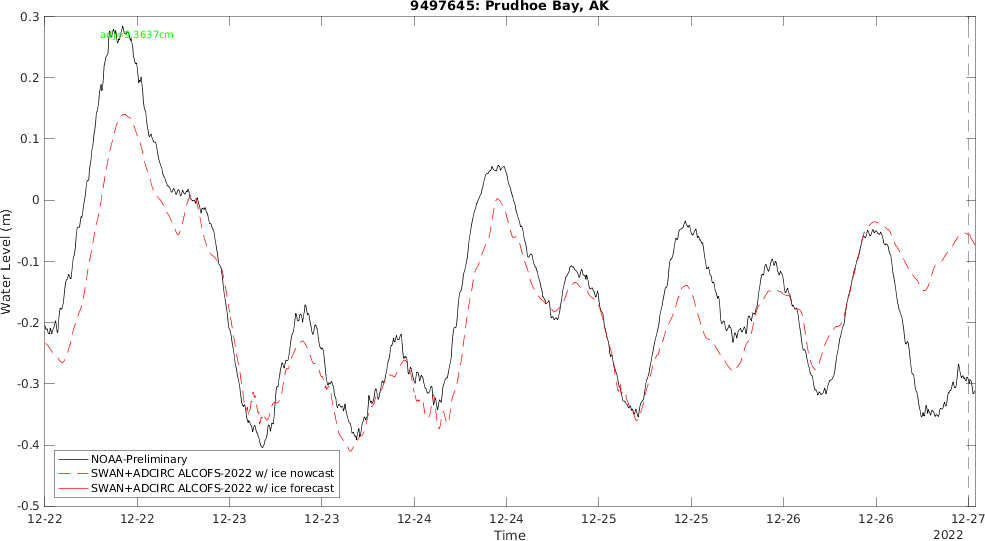 9497645: Prudhoe Bay, AK
0.3
0.2
0.1
0
-0.1
-0.2
-0.3
-0.4
-0.5
Water Level (m)
NOAA-Preliminary
SWAN+ADCIRC ALCOFS-2022 w/ ice nowcast
SWAN+ADCIRC ALCOFS-2022 w/ ice forecast
12-22 12-22 12-23 12-23 12-24 12-24 12-25 12-25 12-26 12-26 12-27
Time
2022